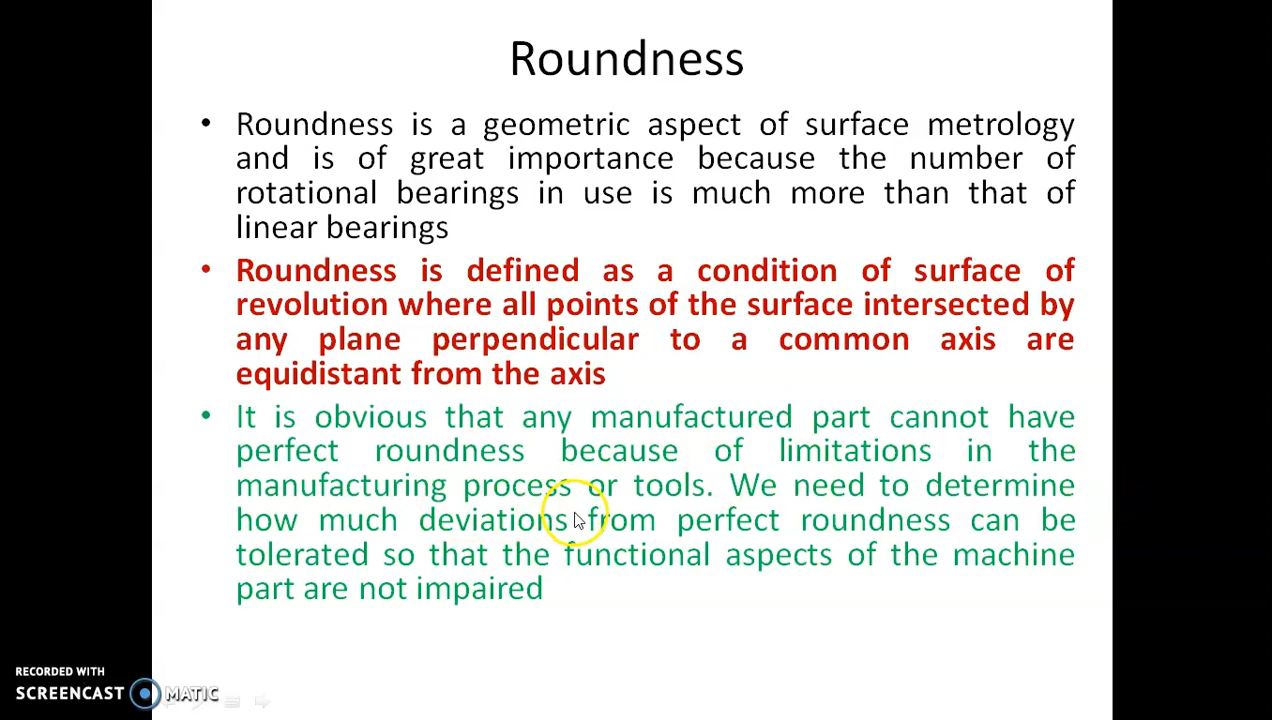 Roundness
• Roundness is a geometric aspect of surface metrology
and is of great importance because the number of
rotational bearings in use is much more than that of
linear bearings
• Roundness is defined as a condition of surface of
revolution where all points of the surface intersected by
any plane perpendicular to a common axis are
equidistant from the axis
• It is obvious that any manufactured part cannot have
perfect roundness because of limitations in the
manufacturing process or tools. We need to determine
how much deviations from perfect roundness can be
tolerated so that the functional aspects of the machine
part are not impaired
RECORDED WITH
SCREENCAST MATIC